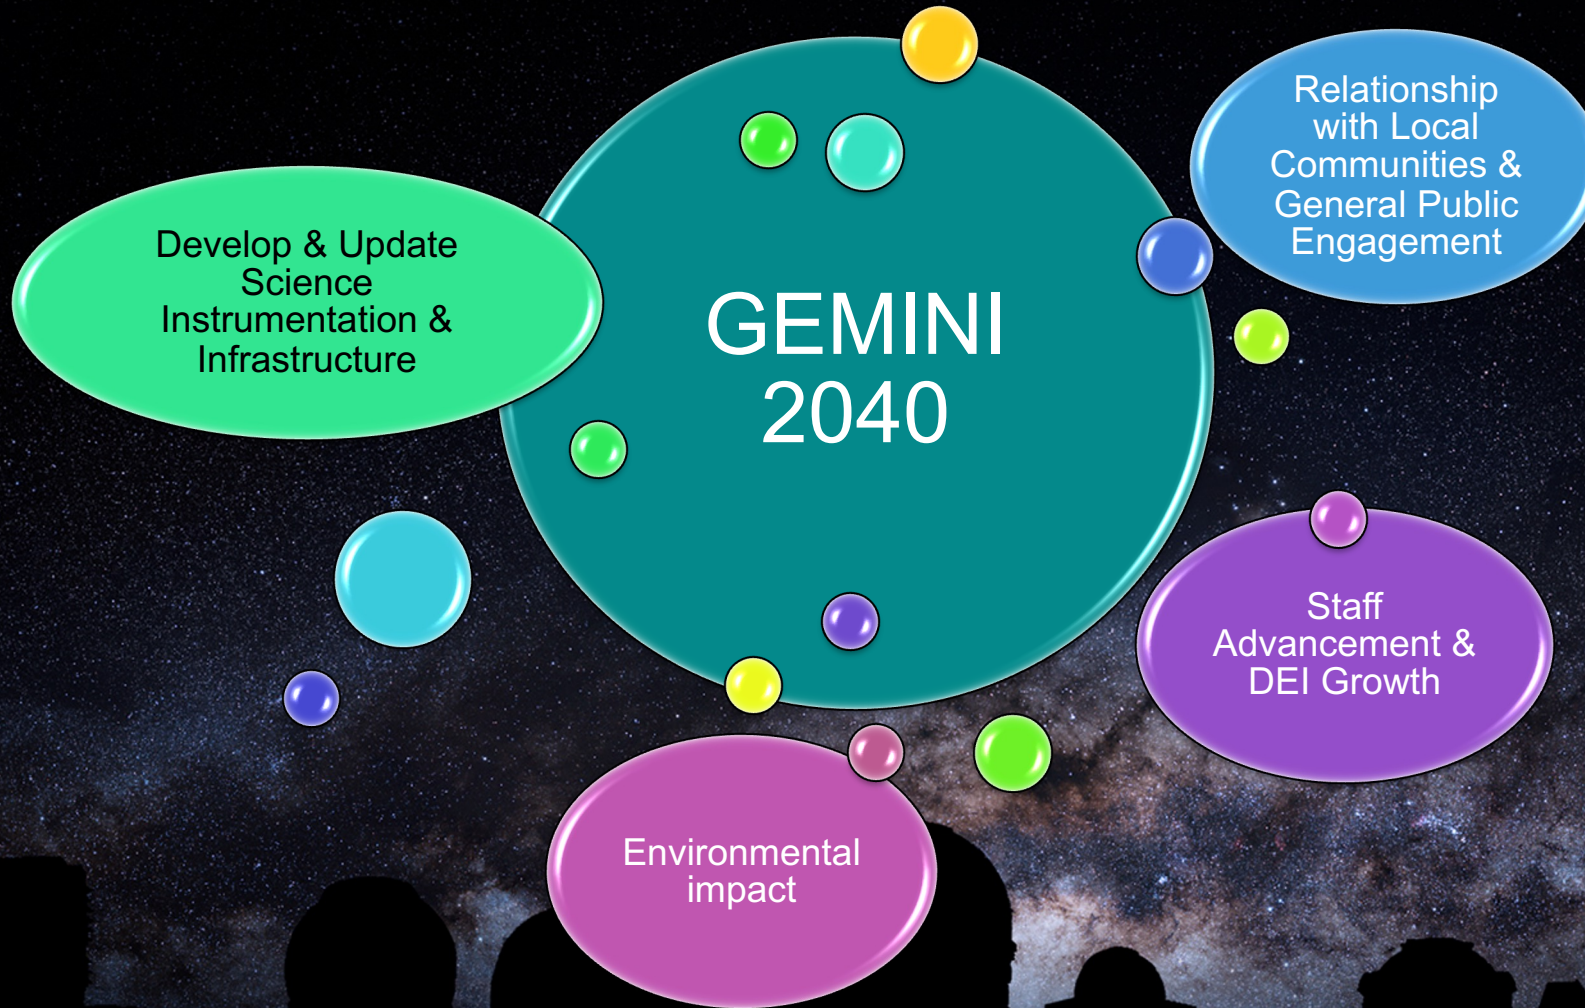 Relationship
with Local
Communities &
General Public
Engagement
Develop & Update
Science
Instrumentation &
Infrastructure
GEMINI
2040
Staff
Advancement &
DEI Growth
Environmental
impact